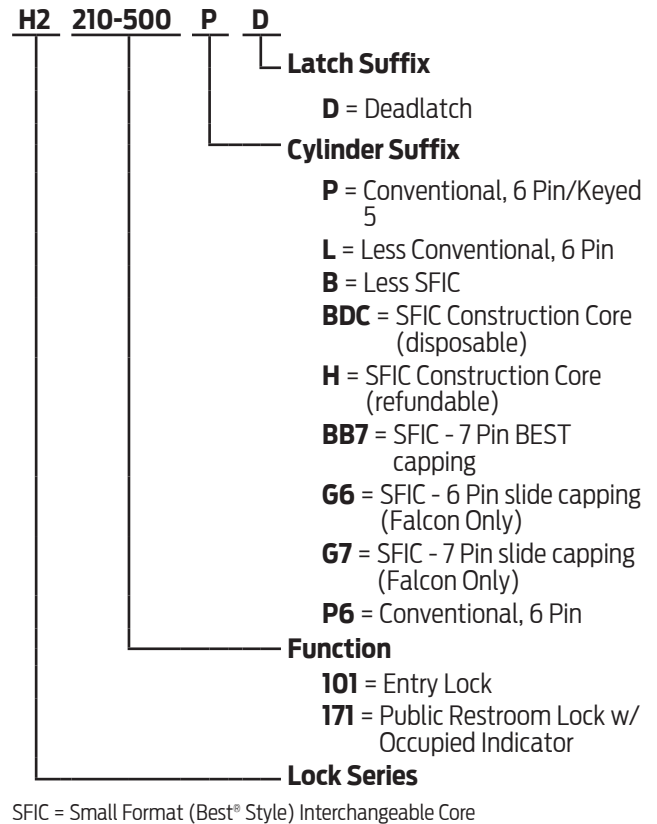 H2 210-500 P D
Latch Suffix
D = Deadlatch
Cylinder Suffix
P = Conventional, 6 Pin/Keyed
5
L = Less Conventional, 6 Pin
B = Less SFIC
BDC = SFIC Construction Core
(disposable)
H = SFIC Construction Core
(refundable)
BB7 = SFIC - 7 Pin BEST
capping
G6 = SFIC - 6 Pin slide capping
(Falcon Only)
G7 = SFIC - 7 Pin slide capping
(Falcon Only)
P6 = Conventional, 6 Pin
Function
101 = Entry Lock
171 = Public Restroom Lock w/
Occupied Indicator
Lock Series
SFIC = Small Format (Best® Style) Interchangeable Core